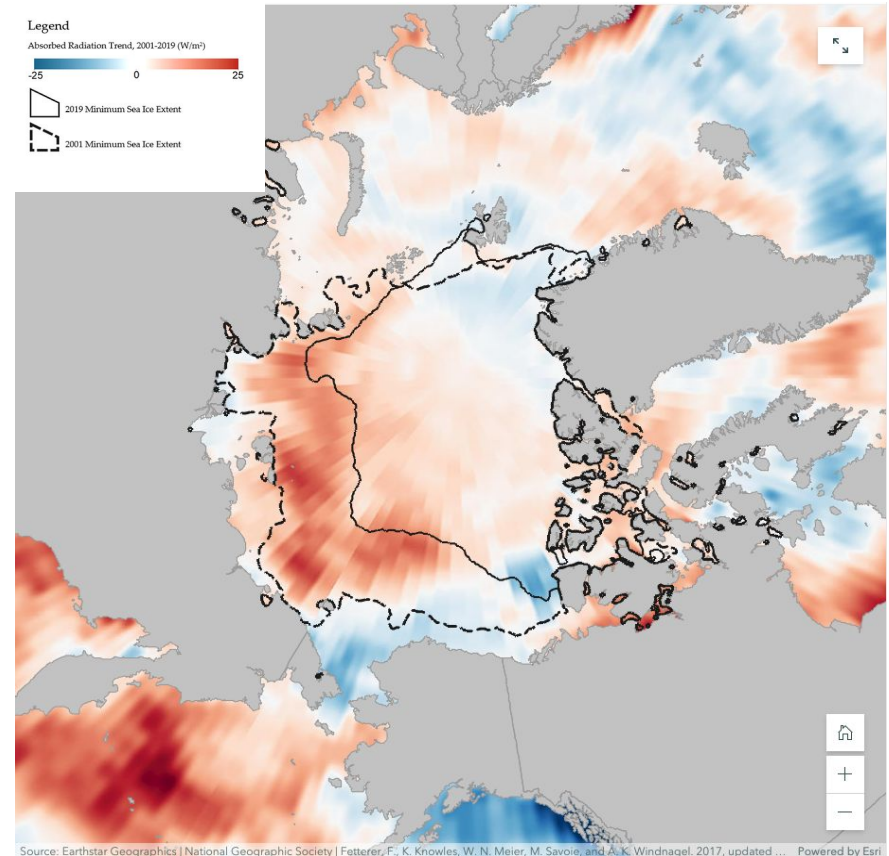 Legend
Absorbed Radiation Trend, 2001-2019 (W/m²)
-25 0 25
2019 Minimum Sea Ice Extent
2001 Minimum Sea Ice Extent
Source: Earthstar Geographics | National Geographic Society | Fetterer, F., K. Knowles, W. N. Meier, M. Savoie, and A. K. Windnagel. 2017, updated ... Powered by Esri